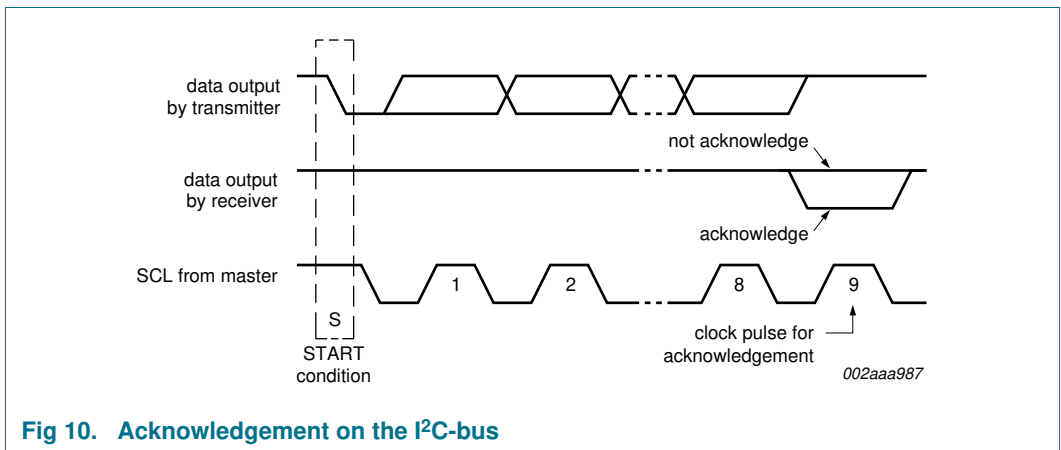 data output
by transmitter
not acknowledge
data output
by receiver
acknowledge
SCL from master
1
2
8
9
S
START
condition
clock pulse for
acknowledgement
002aaa987
Fig 10. Acknowledgement on the I²C-bus